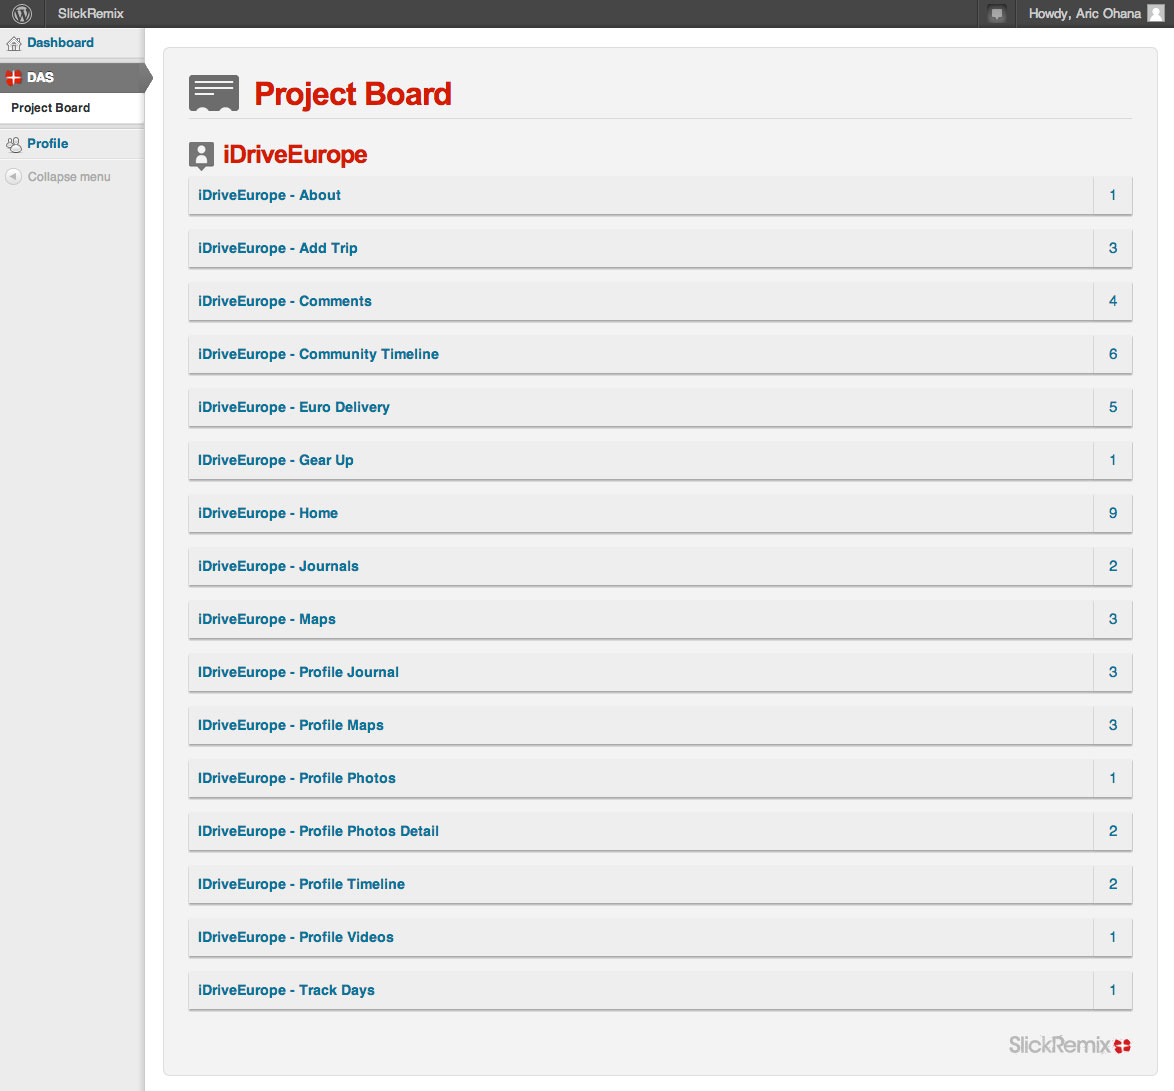 SlickRemix
Howdy, Aric Ohana
Dashboard
DAS
Project Board
Profile
Collapse menu
Project Board
iDriveEurope
iDriveEurope - About 1
iDriveEurope - Add Trip 3
iDriveEurope - Comments 4
iDriveEurope - Community Timeline 6
iDriveEurope - Euro Delivery 5
IDriveEurope - Gear Up 1
iDriveEurope - Home 9
iDriveEurope - Journals 2
iDriveEurope - Maps 3
IDriveEurope - Profile Journal 3
IDriveEurope - Profile Maps 3
IDriveEurope - Profile Photos 1
IDriveEurope - Profile Photos Detail 2
IDriveEurope - Profile Timeline 2
IDriveEurope - Profile Videos 1
iDriveEurope - Track Days 1
SlickRemix